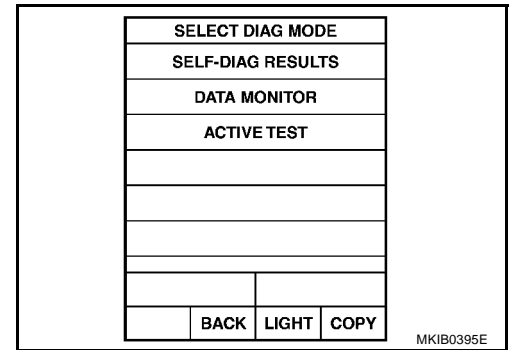 SELECT DIAG MODE
SELF-DIAG RESULTS
DATA MONITOR
ACTIVE TEST
BACK LIGHT COPY
MKIB0395E